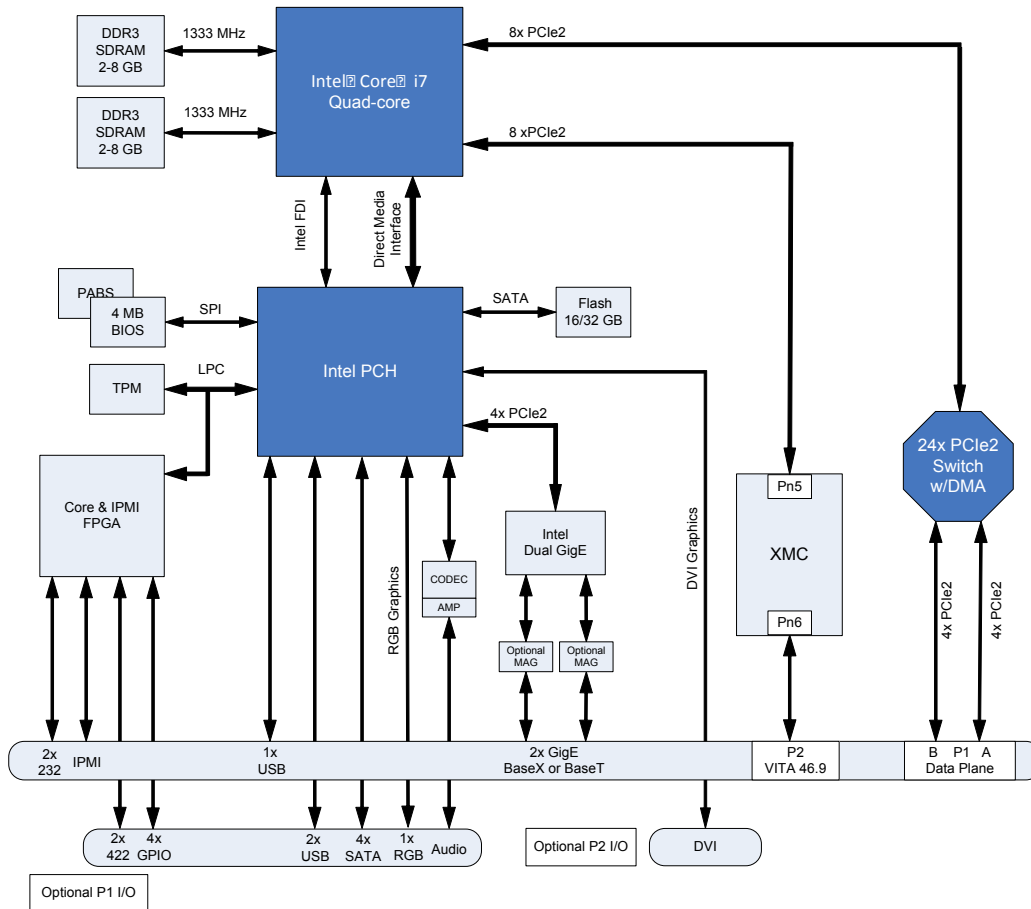 DDR3
SDRAM
2-8 GB
1333 MHz
8x PCIe2
Intel Core i7
Quad-core
DDR3
SDRAM
2-8 GB
1333 MHz
8 xPCIe2
Intel FDI
Direct Media
Interface
PABS
4 MB
BIOS
SPI
SATA
Flash
16/32 GB
Intel PCH
TPM
LPC
4x PCIe2
24x PCIe2
Switch
w/DMA
Core & IPMI
FPGA
Pn5
XMC
Pn6
Intel
Dual GigE
DVI Graphics
CODEC
AMP
RGB Graphics
Optional
MAG
Optional
MAG
4x PCIe2
4x PCIe2
2x
232
IPMI
1x
USB
2x GigE
BaseX or BaseT
P2
VITA 46.9
B P1 A
Data Plane
2x
422
4x
GPIO
2x
USB
4x
SATA
1x
RGB
Audio
Optional P2 I/O
DVI
Optional P1 I/O